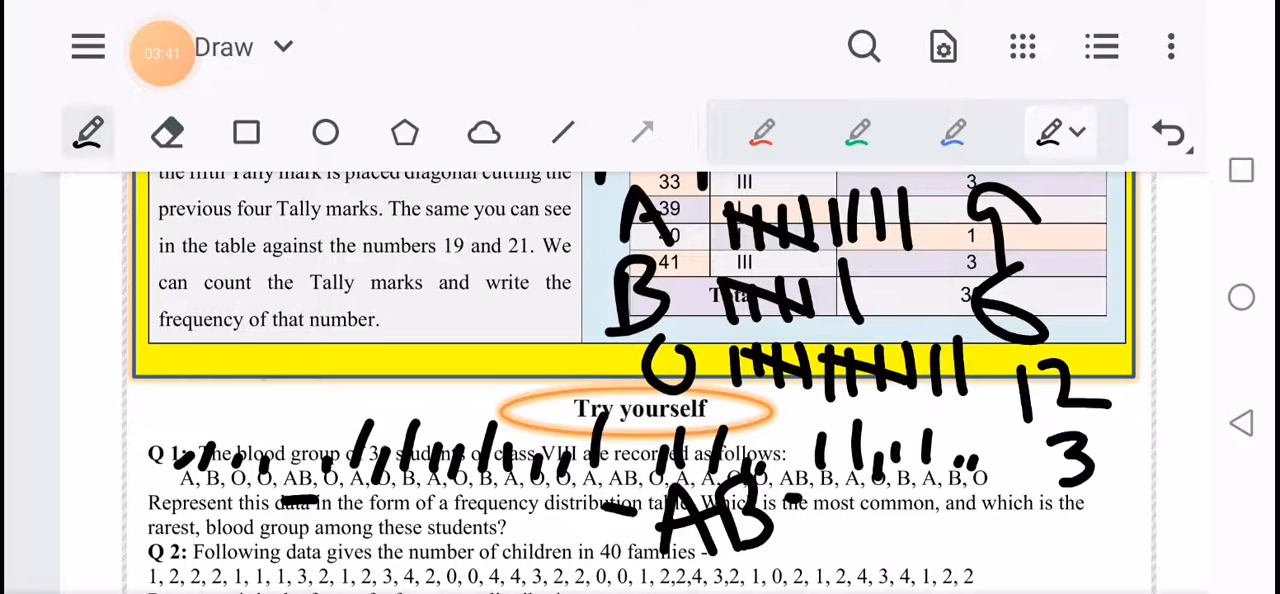 03:41 Draw
the fifth Tally mark is placed diagonal cutting the
previous four Tally marks. The same you can see
in the table against the numbers 19 and 21. We
can count the Tally marks and write the
frequency of that number.
33 III 3
39
1
41 III 3
A 9
B 6
O 12
3
AB
Try yourself
Q 1: The blood group of students of class VIII are recorded as follows:
A, B, O, O, AB, O, A, O, B, A, O, B, A, O, O, A, AB, O, A, A, O, O, AB, B, A, O, B, A, B, O
Represent this data in the form of a frequency distribution table. Which is the most common, and which is the
rarest, blood group among these students?
Q 2: Following data gives the number of children in 40 families -
1, 2, 2, 2, 1, 1, 1, 3, 2, 1, 2, 3, 4, 2, 0, 0, 4, 4, 3, 2, 2, 0, 0, 1, 2,2,4, 3,2, 1, 0, 2, 1, 2, 4, 3, 4, 1, 2, 2